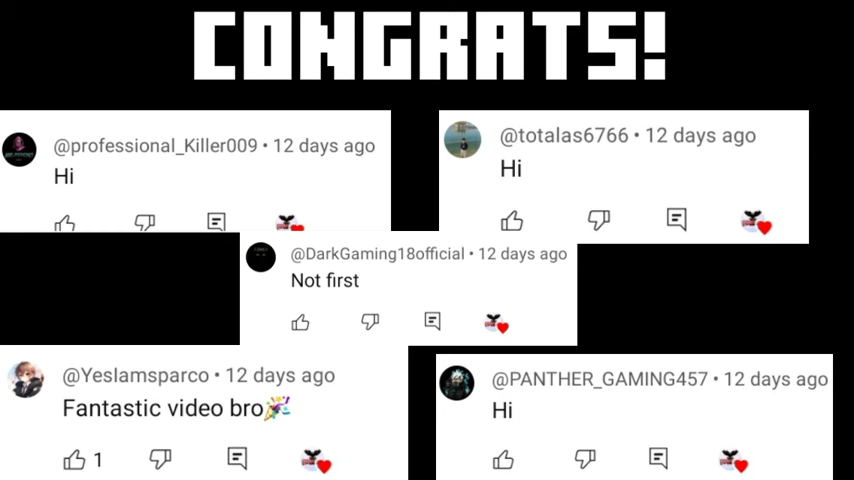 CONGRATS!
@professional_Killer009 • 12 days ago
Hi
@totalas6766 • 12 days ago
Hi
@DarkGaming18official • 12 days ago
Not first
@YesIamsparco • 12 days ago
Fantastic video bro🎉
1
@PANTHER_GAMING457 • 12 days ago
Hi